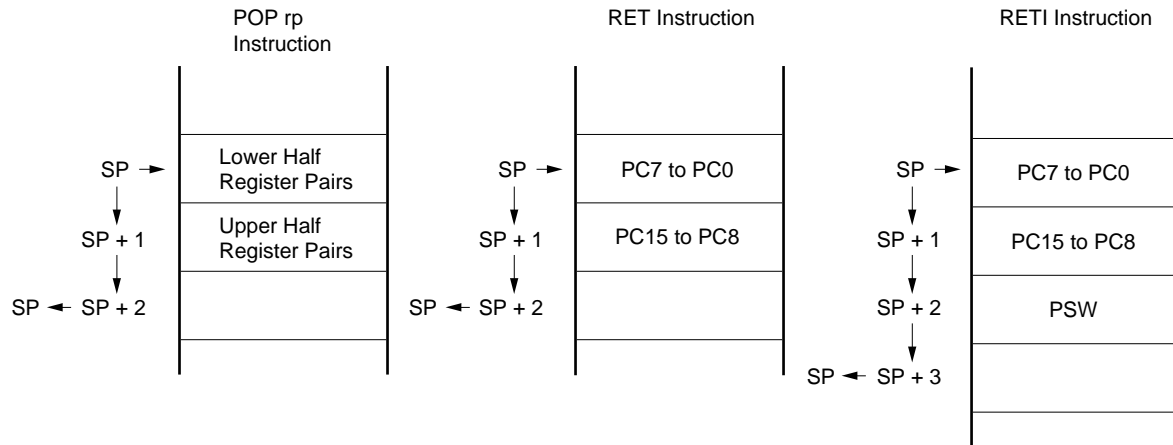 POP rp
Instruction
RET Instruction
RETI Instruction
SP
Lower Half
Register Pairs
SP + 1
Upper Half
Register Pairs
SP
SP + 2
SP
PC7 to PC0
SP + 1
PC15 to PC8
SP
SP + 2
SP
PC7 to PC0
SP + 1
PC15 to PC8
SP + 2
PSW
SP
SP + 3